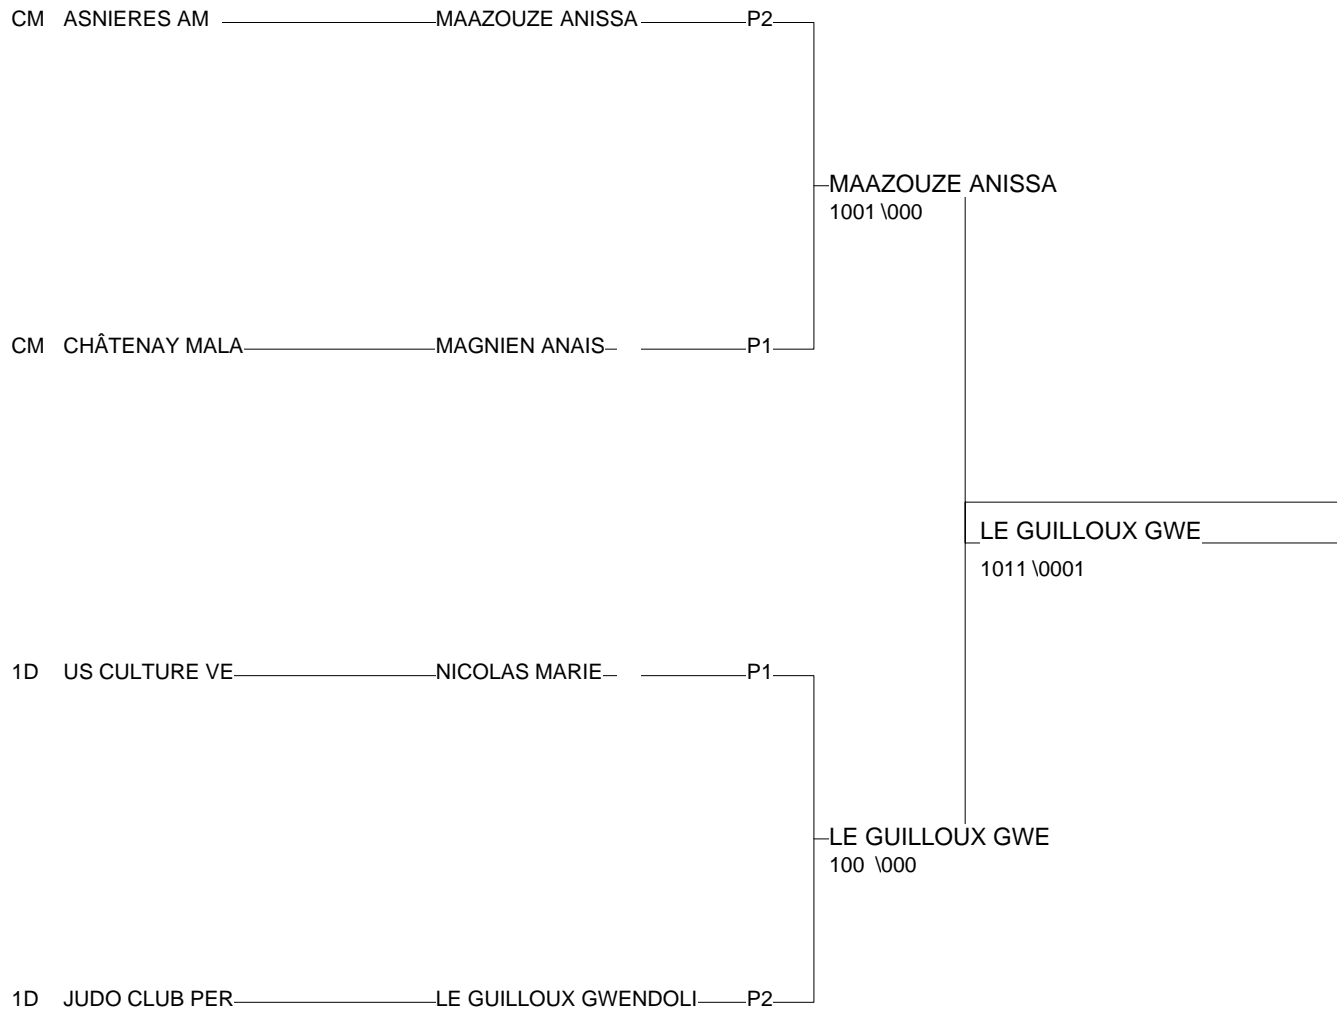 CM ASNIERES AM MAAZOUZE ANISSA P2
MAAZOUZE ANISSA
1001 \000
CM CHÂTENAY MALA MAGNIEN ANAIS P1
LE GUILLOUX GWE
1011 \0001
1D US CULTURE VE NICOLAS MARIE P1
LE GUILLOUX GWE
100 \000
1D JUDO CLUB PER LE GUILLOUX GWENDOLI P2